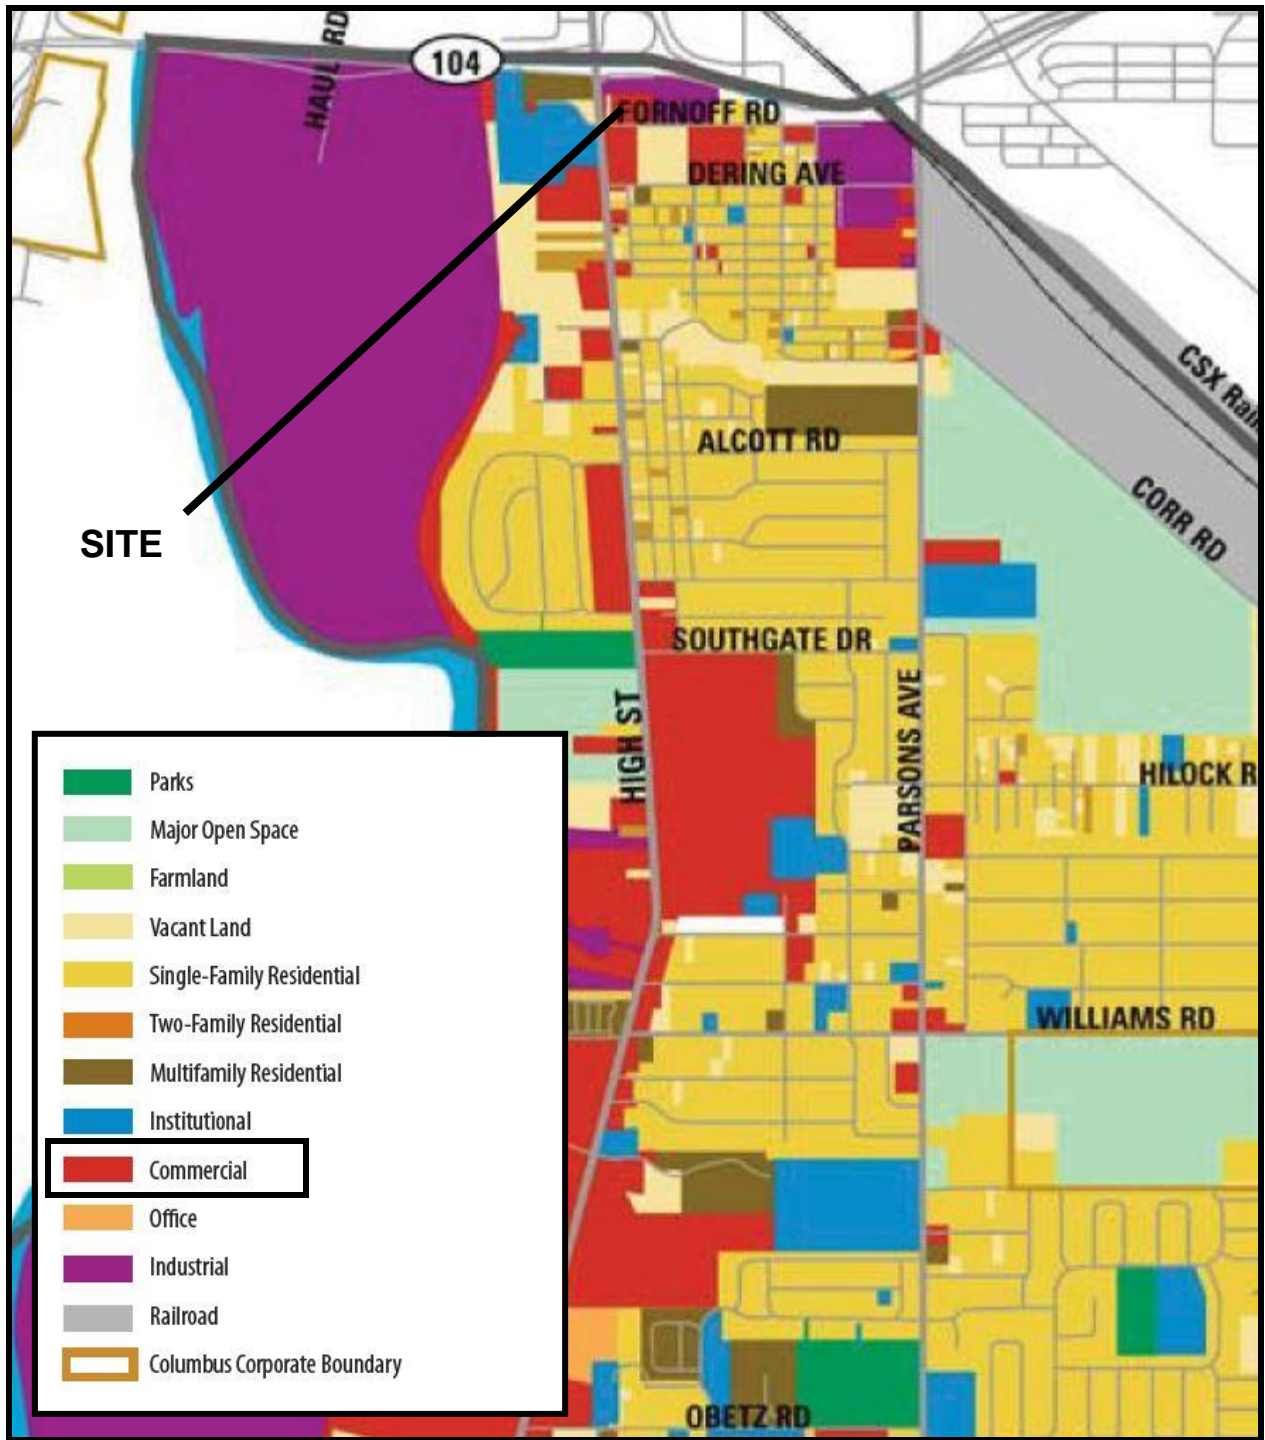 HAUL RD
104
FORNOFF RD
DERING AVE
CSX Rail
ALCOTT RD
CORR RD
SITE
SOUTHGATE DR
HIGH ST
PARSONS AVE
HILOCK R
WILLIAMS RD
OBETZ RD
Parks
Major Open Space
Farmland
Vacant Land
Single-Family Residential
Two-Family Residential
Multifamily Residential
Institutional
Commercial
Office
Industrial
Railroad
Columbus Corporate Boundary